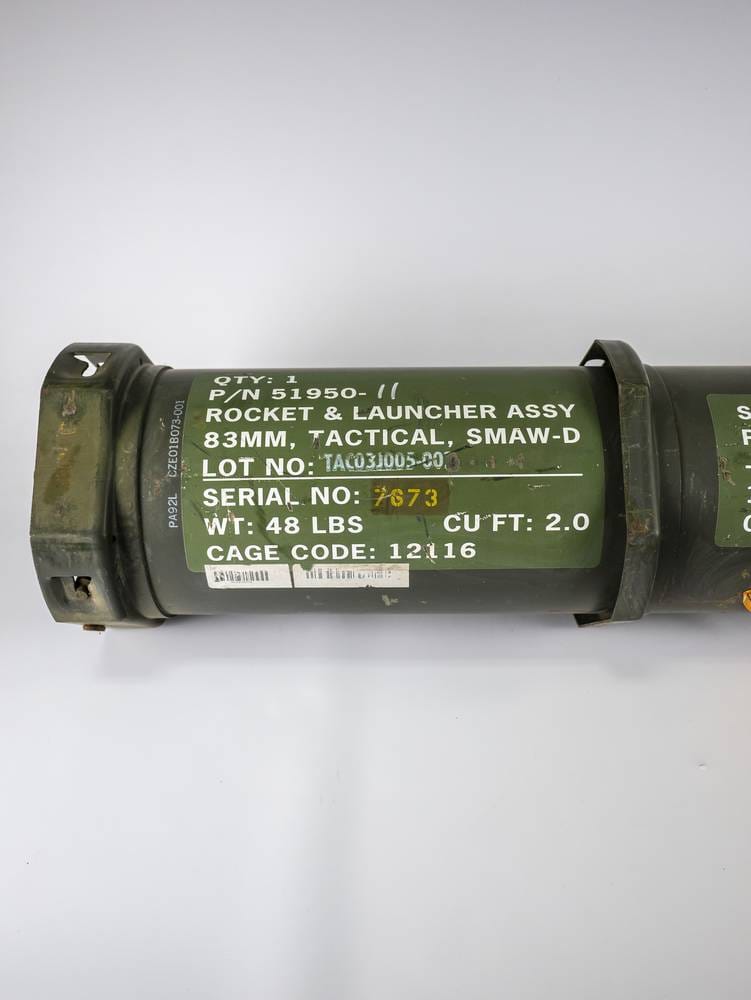 QTY: 1
P/N 51950-11
ROCKET & LAUNCHER ASSY
83MM, TACTICAL, SMAW-D
LOT NO: TAC03J005-00
SERIAL NO: 7673
WT: 48 LBS CU FT: 2.0
CAGE CODE: 12116
PA92L CZE01B073-001